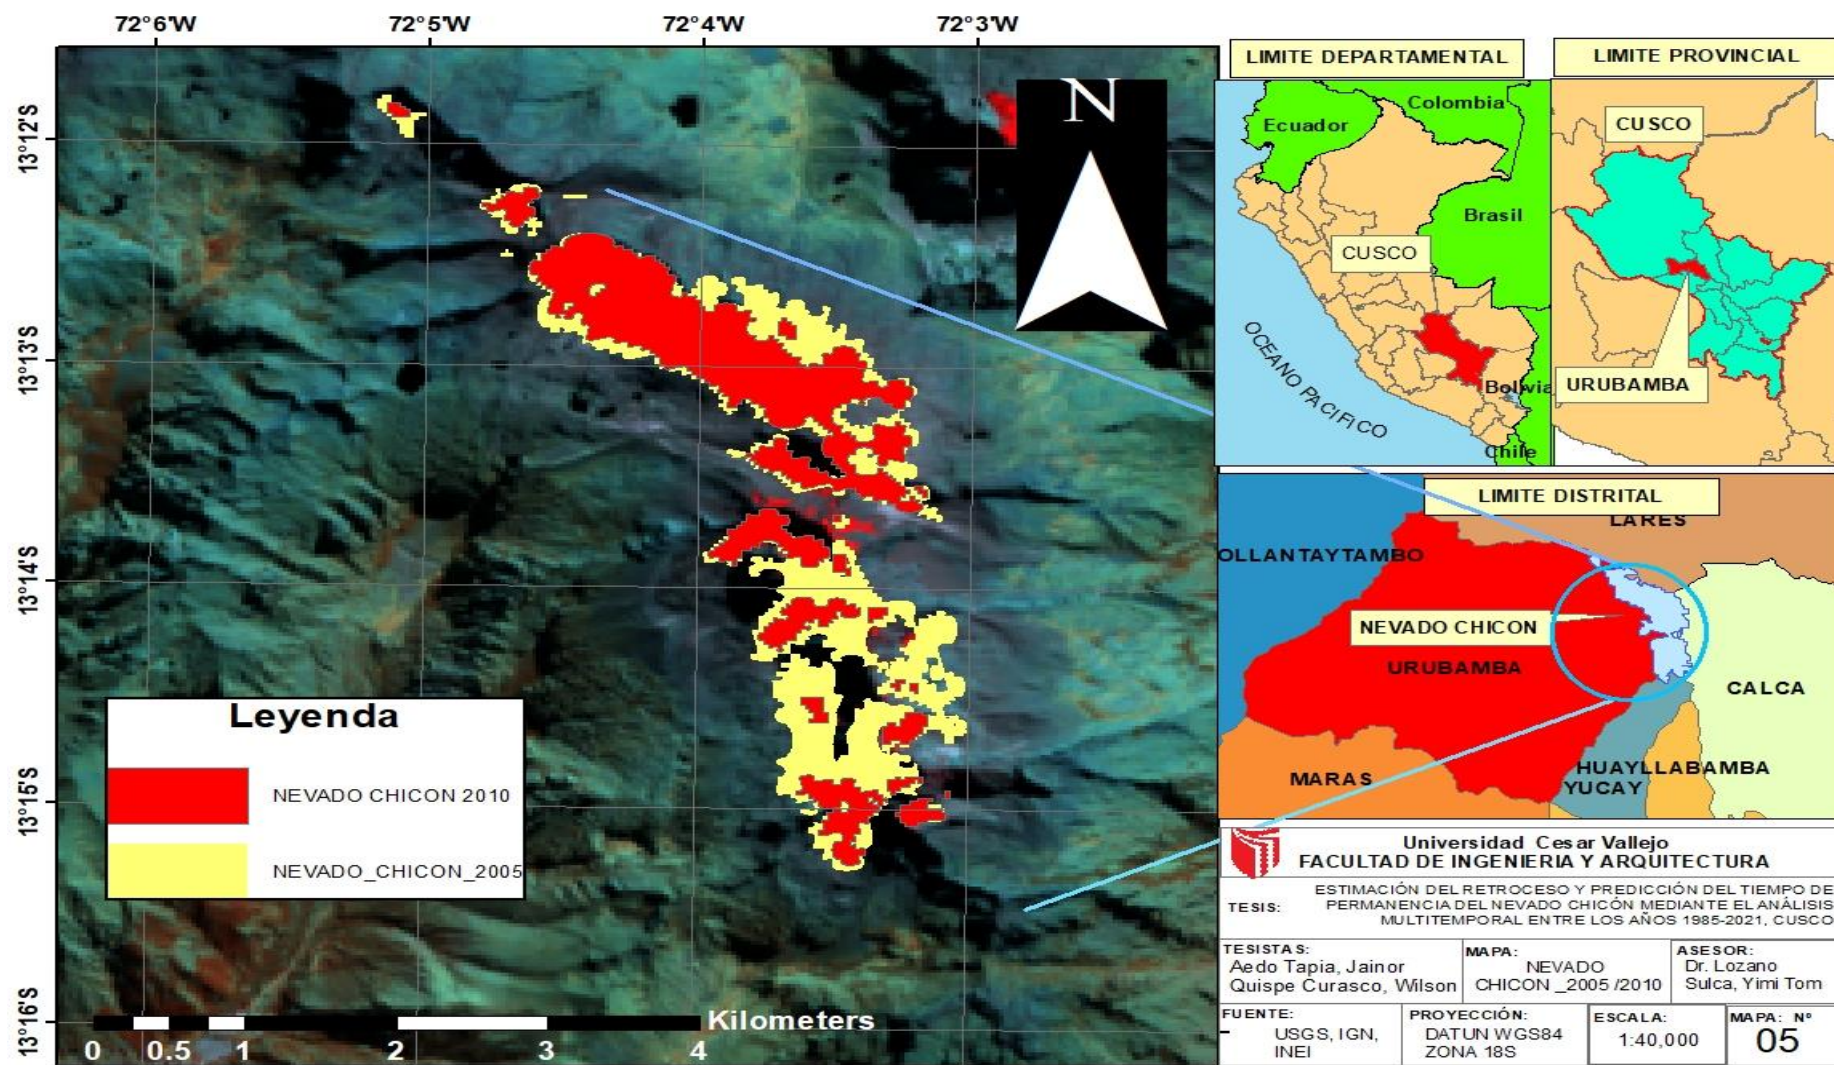 72°6'W
72°5'W
72°4'W
72°3'W
13°12'S
13°13'S
13°14'S
13°15'S
13°16'S
N
Leyenda
NEVADO CHICON 2010
NEVADO_CHICON_2005
Kilometers
0 0.5 1 2 3 4
LIMITE DEPARTAMENTAL
Colombia
Ecuador
Brasil
CUSCO
OCEANO PACIFICO
Bolivia
Chile
LIMITE PROVINCIAL
CUSCO
URUBAMBA
LIMITE DISTRITAL
LARES
OLLANTAYTAMBO
NEVADO CHICON
URUBAMBA
CALCA
MARAS
HUAYLLABAMBA
YUCAY
Universidad Cesar Vallejo
FACULTAD DE INGENIERIA Y ARQUITECTURA
TESIS:
ESTIMACIÓN DEL RETROCESO Y PREDICCIÓN DEL TIEMPO DE
PERMANENCIA DEL NEVADO CHICÓN MEDIANTE EL ANÁLISIS
MULTITEMPORAL ENTRE LOS AÑOS 1985-2021, CUSCO
TESISTAS:
Aedo Tapia, Jainor
Quispe Curasco, Wilson
MAPA:
NEVADO
CHICON _2005 /2010
ASESOR:
Dr. Lozano
Sulca, Yimi Tom
FUENTE:
USGS, IGN,
INEI
PROYECCIÓN:
DATUN WGS84
ZONA 18S
ESCALA:
1:40,000
MAPA: Nº
05